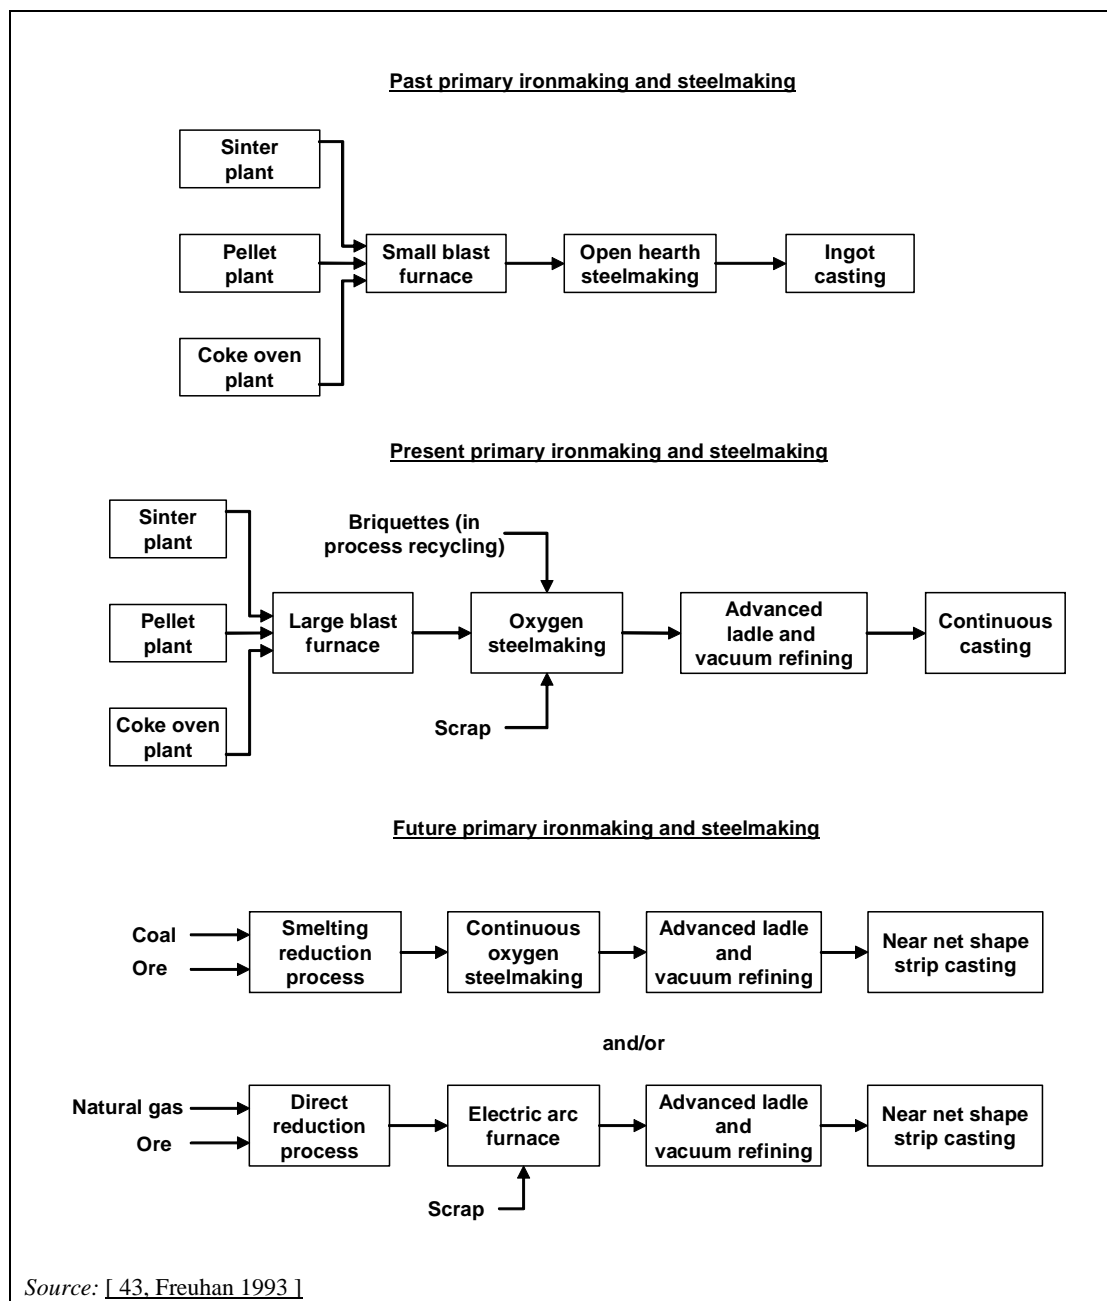 Past primary ironmaking and steelmaking
Sinter
plant
Pellet
plant
Coke oven
plant
Small blast
furnace
Open hearth
steelmaking
Ingot
casting
Present primary ironmaking and steelmaking
Sinter
plant
Pellet
plant
Coke oven
plant
Large blast
furnace
Briquettes (in
process recycling)
Oxygen
steelmaking
Scrap
Advanced
ladle and
vacuum refining
Continuous
casting
Future primary ironmaking and steelmaking
Coal
Ore
Smelting
reduction
process
Continuous
oxygen
steelmaking
Advanced ladle
and
vacuum refining
Near net shape
strip casting
and/or
Natural gas
Ore
Direct
reduction
process
Electric arc
furnace
Scrap
Advanced ladle
and
vacuum refining
Near net shape
strip casting
Source: [ 43, Freuhan 1993 ]